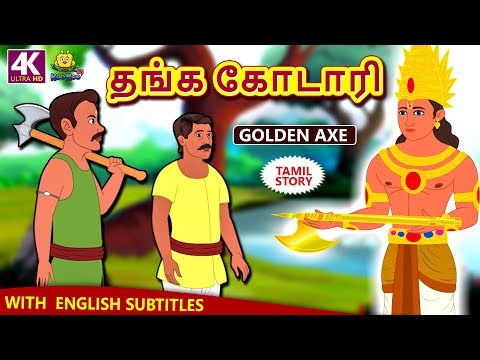 4K
ULTRA HD
தங்க கோடாரி
GOLDEN AXE
TAMIL
STORY
WITH ENGLISH SUBTITLES